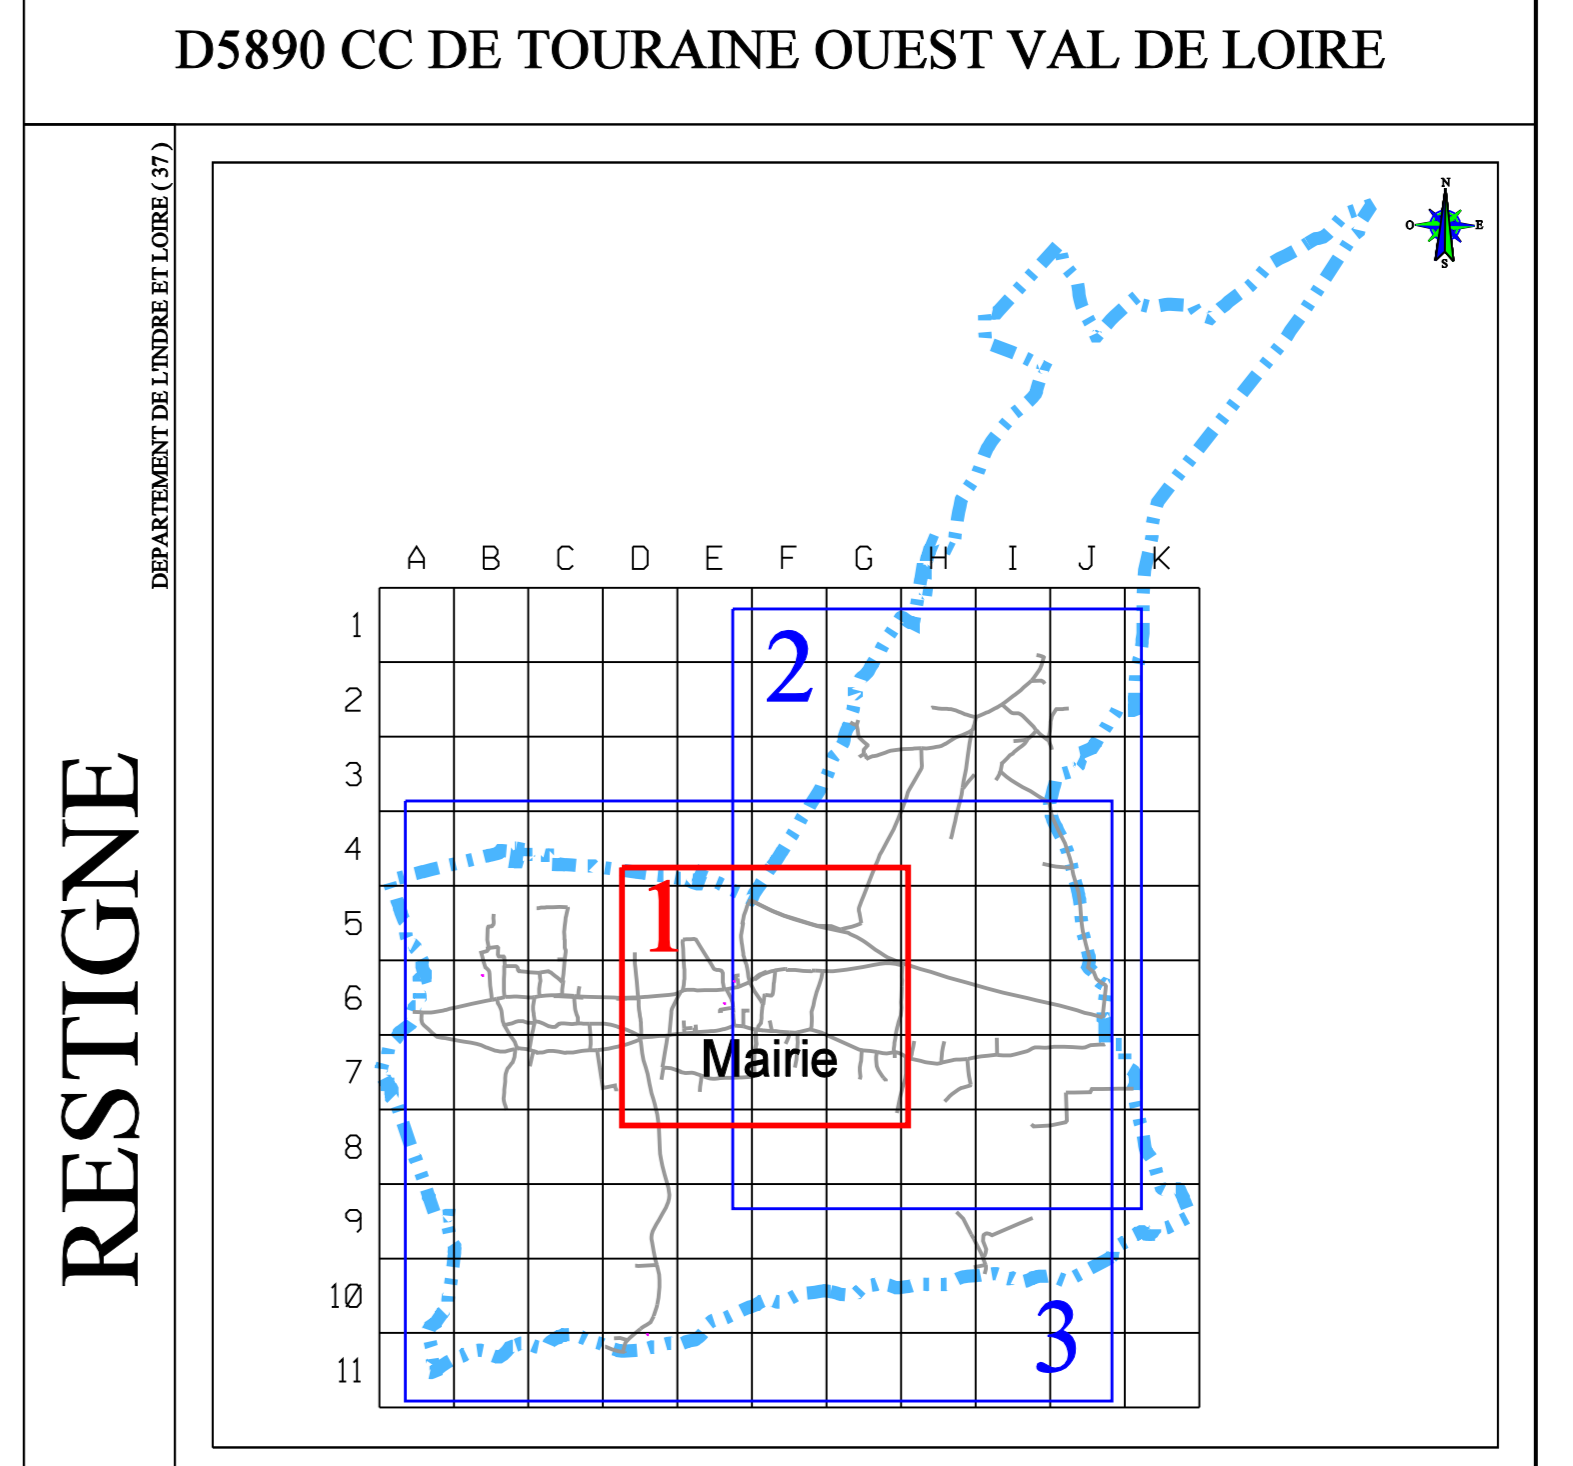 D5890 CC DE TOURAINE OUEST VAL DE LOIRE
DEPARTEMENT DE L'INDRE ET LOIRE ( 37 )
RESTIGNE
N
O E
S
A B C D E F G H I J K
1
2
3
4
5
6
7
8
9
10
11
2
1
Mairie
3